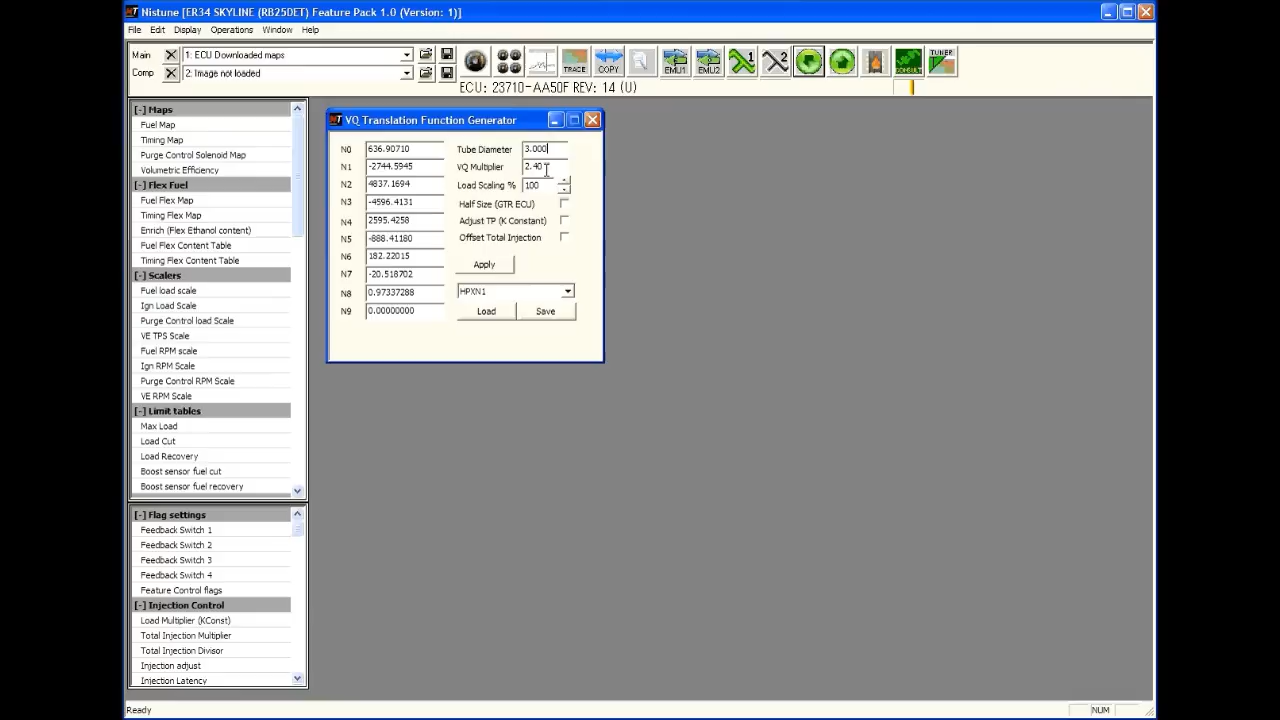 Nistune [ER34 SKYLINE (RB25DET) Feature Pack 1.0 (Version: 1)]
File Edit Display Operations Window Help
Main 1: ECU Downloaded maps
Comp 2: Image not loaded
TRACE COPY EMU1 EMU2 1 2 CONSULT TUNER
ECU: 23710-AA50F REV: 14 (U)
[-] Maps
Fuel Map
Timing Map
Purge Control Solenoid Map
Volumetric Efficiency
[-] Flex Fuel
Fuel Flex Map
Timing Flex Map
Enrich (Flex Ethanol content)
Fuel Flex Content Table
Timing Flex Content Table
[-] Scalers
Fuel load scale
Ign Load Scale
Purge Control load Scale
VE TPS Scale
Fuel RPM scale
Ign RPM Scale
Purge Control RPM Scale
VE RPM Scale
[-] Limit tables
Max Load
Load Cut
Load Recovery
Boost sensor fuel cut
Boost sensor fuel recovery
[-] Flag settings
Feedback Switch 1
Feedback Switch 2
Feedback Switch 3
Feedback Switch 4
Feature Control flags
[-] Injection Control
Load Multiplier (KConst)
Total Injection Multiplier
Total Injection Divisor
Injection adjust
Injection Latency
VQ Translation Function Generator
N0 636.90710 Tube Diameter 3.000
N1 -2744.5945 VQ Multiplier 2.40
N2 4837.1694 Load Scaling % 100
N3 -4596.4131 Half Size (GTR ECU)
N4 2595.4258 Adjust TP (K Constant)
N5 -888.41180 Offset Total Injection
N6 182.22015 Apply
N7 -20.518702
N8 0.97337288 HPXN1
N9 0.00000000 Load Save
Ready NUM